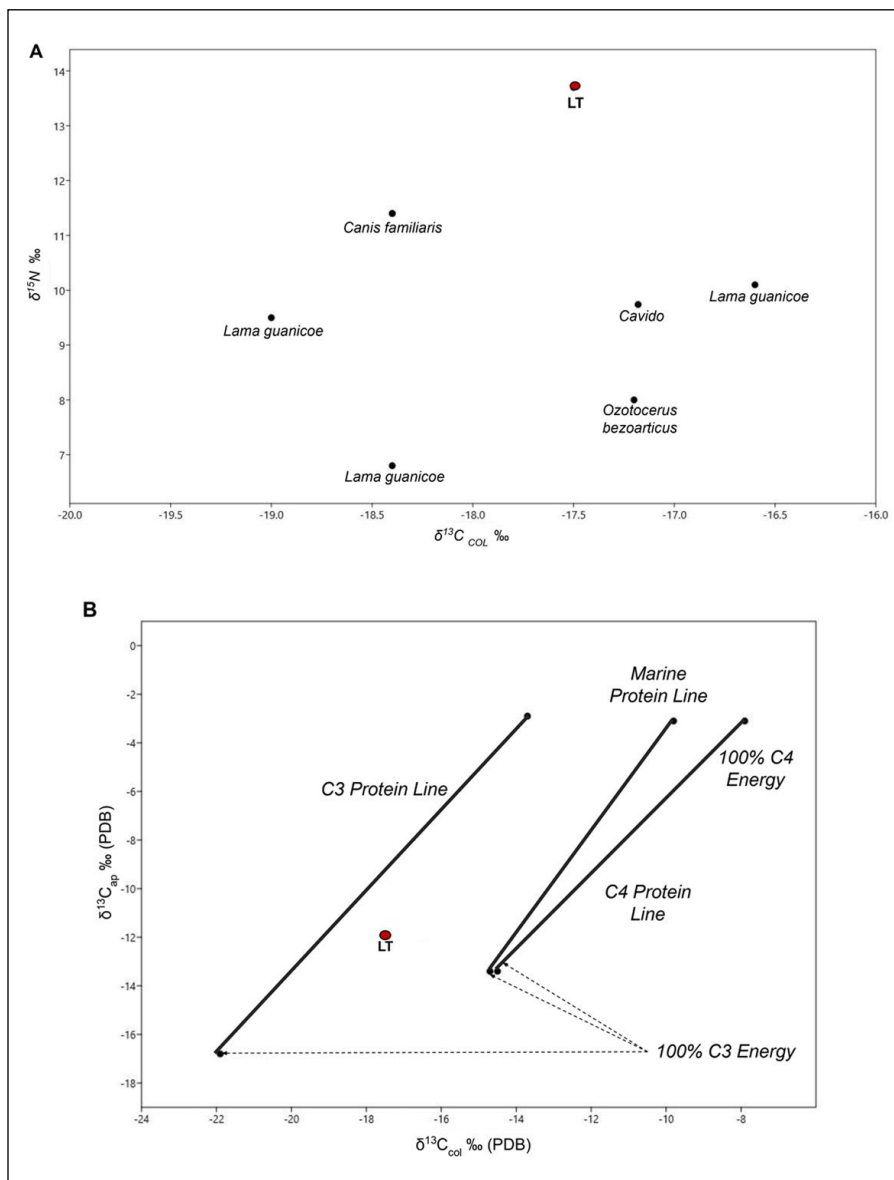 A
14
13
12
11
10
9
8
7
δ15N ‰
LT
Canis familiaris
Lama guanicoe
Cavido
Lama guanicoe
Ozotocerus
bezoarticus
Lama guanicoe
-20.0 -19.5 -19.0 -18.5 -18.0 -17.5 -17.0 -16.5 -16.0
δ13C COL ‰
B
0
-2
-4
-6
-8
-10
-12
-14
-16
-18
δ13Cap ‰ (PDB)
Marine
Protein Line
100% C4
Energy
C3 Protein Line
C4 Protein
Line
LT
100% C3 Energy
-24 -22 -20 -18 -16 -14 -12 -10 -8
δ13Ccol ‰ (PDB)